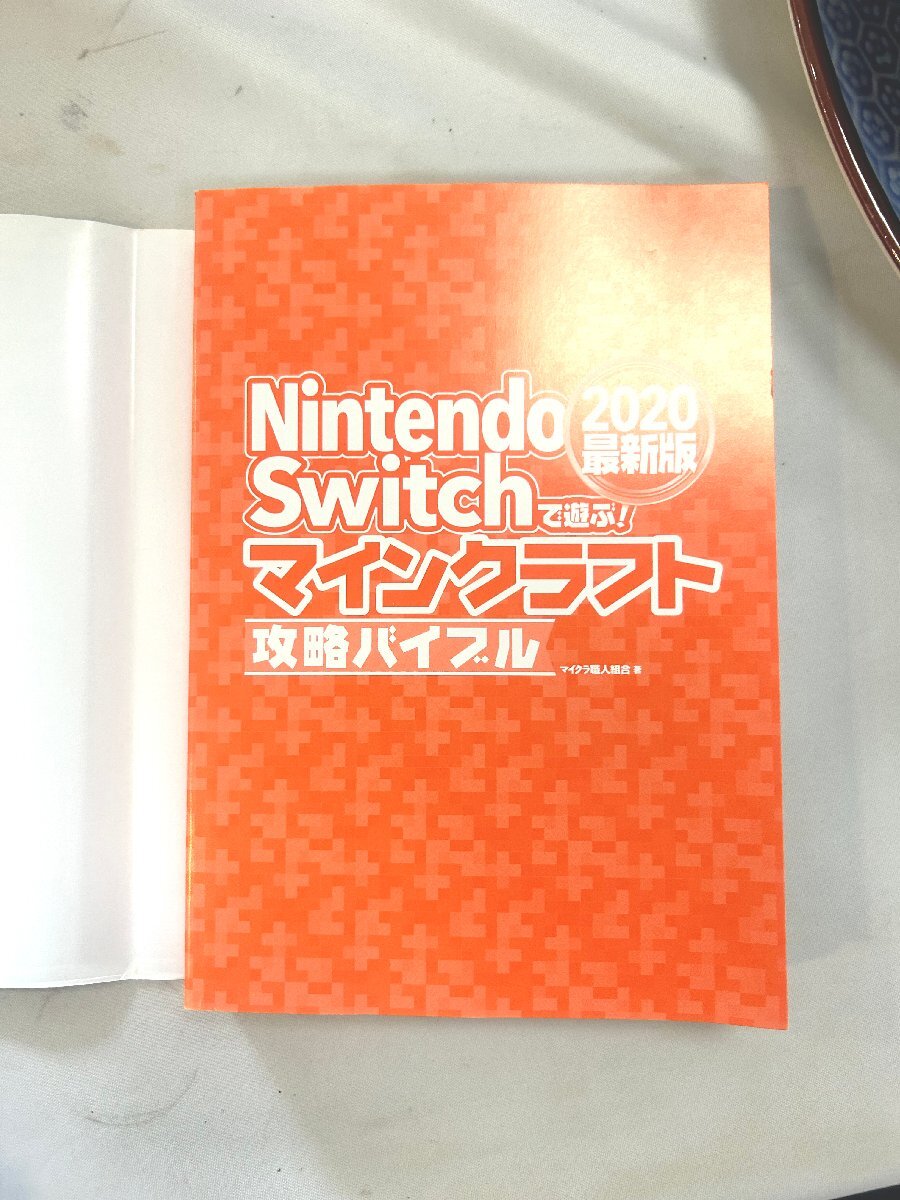 Nintendo
Switchで遊ぶ!
2020
最新版
マインクラフト
攻略バイブル
マイクラ職人組合 著